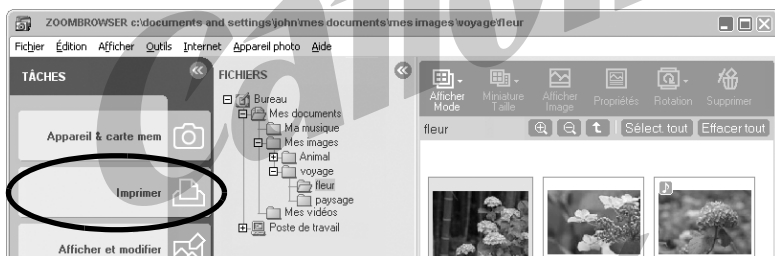 ZOOMBROWSER c:\documents and settings\john\mes documents\mes images\voyage\fleur
Fichier Édition Afficher Outils Internet Appareil photo Aide
TÂCHES
Appareil & carte mem
Imprimer
Afficher et modifier
FICHIERS
Bureau
Mes documents
Ma musique
Mes images
Animal
voyage
fleur
paysage
Mes vidéos
Poste de travail
Afficher Mode
Miniature Taille
Afficher Image
Propriétés
Rotation
Supprimer
fleur
Sélect tout
Effacer tout
Canon